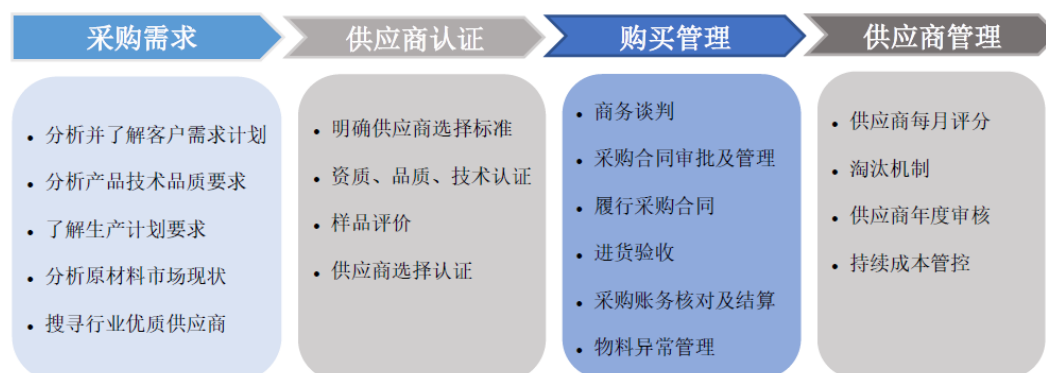 采购需求
供应商认证
购买管理
供应商管理
• 分析并了解客户需求计划
• 分析产品技术品质要求
• 了解生产计划要求
• 分析原材料市场现状
• 搜寻行业优质供应商
• 明确供应商选择标准
• 资质、品质、技术认证
• 样品评价
• 供应商选择认证
• 商务谈判
• 采购合同审批及管理
• 履行采购合同
• 进货验收
• 采购账务核对及结算
• 物料异常管理
• 供应商每月评分
• 淘汰机制
• 供应商年度审核
• 持续成本管控